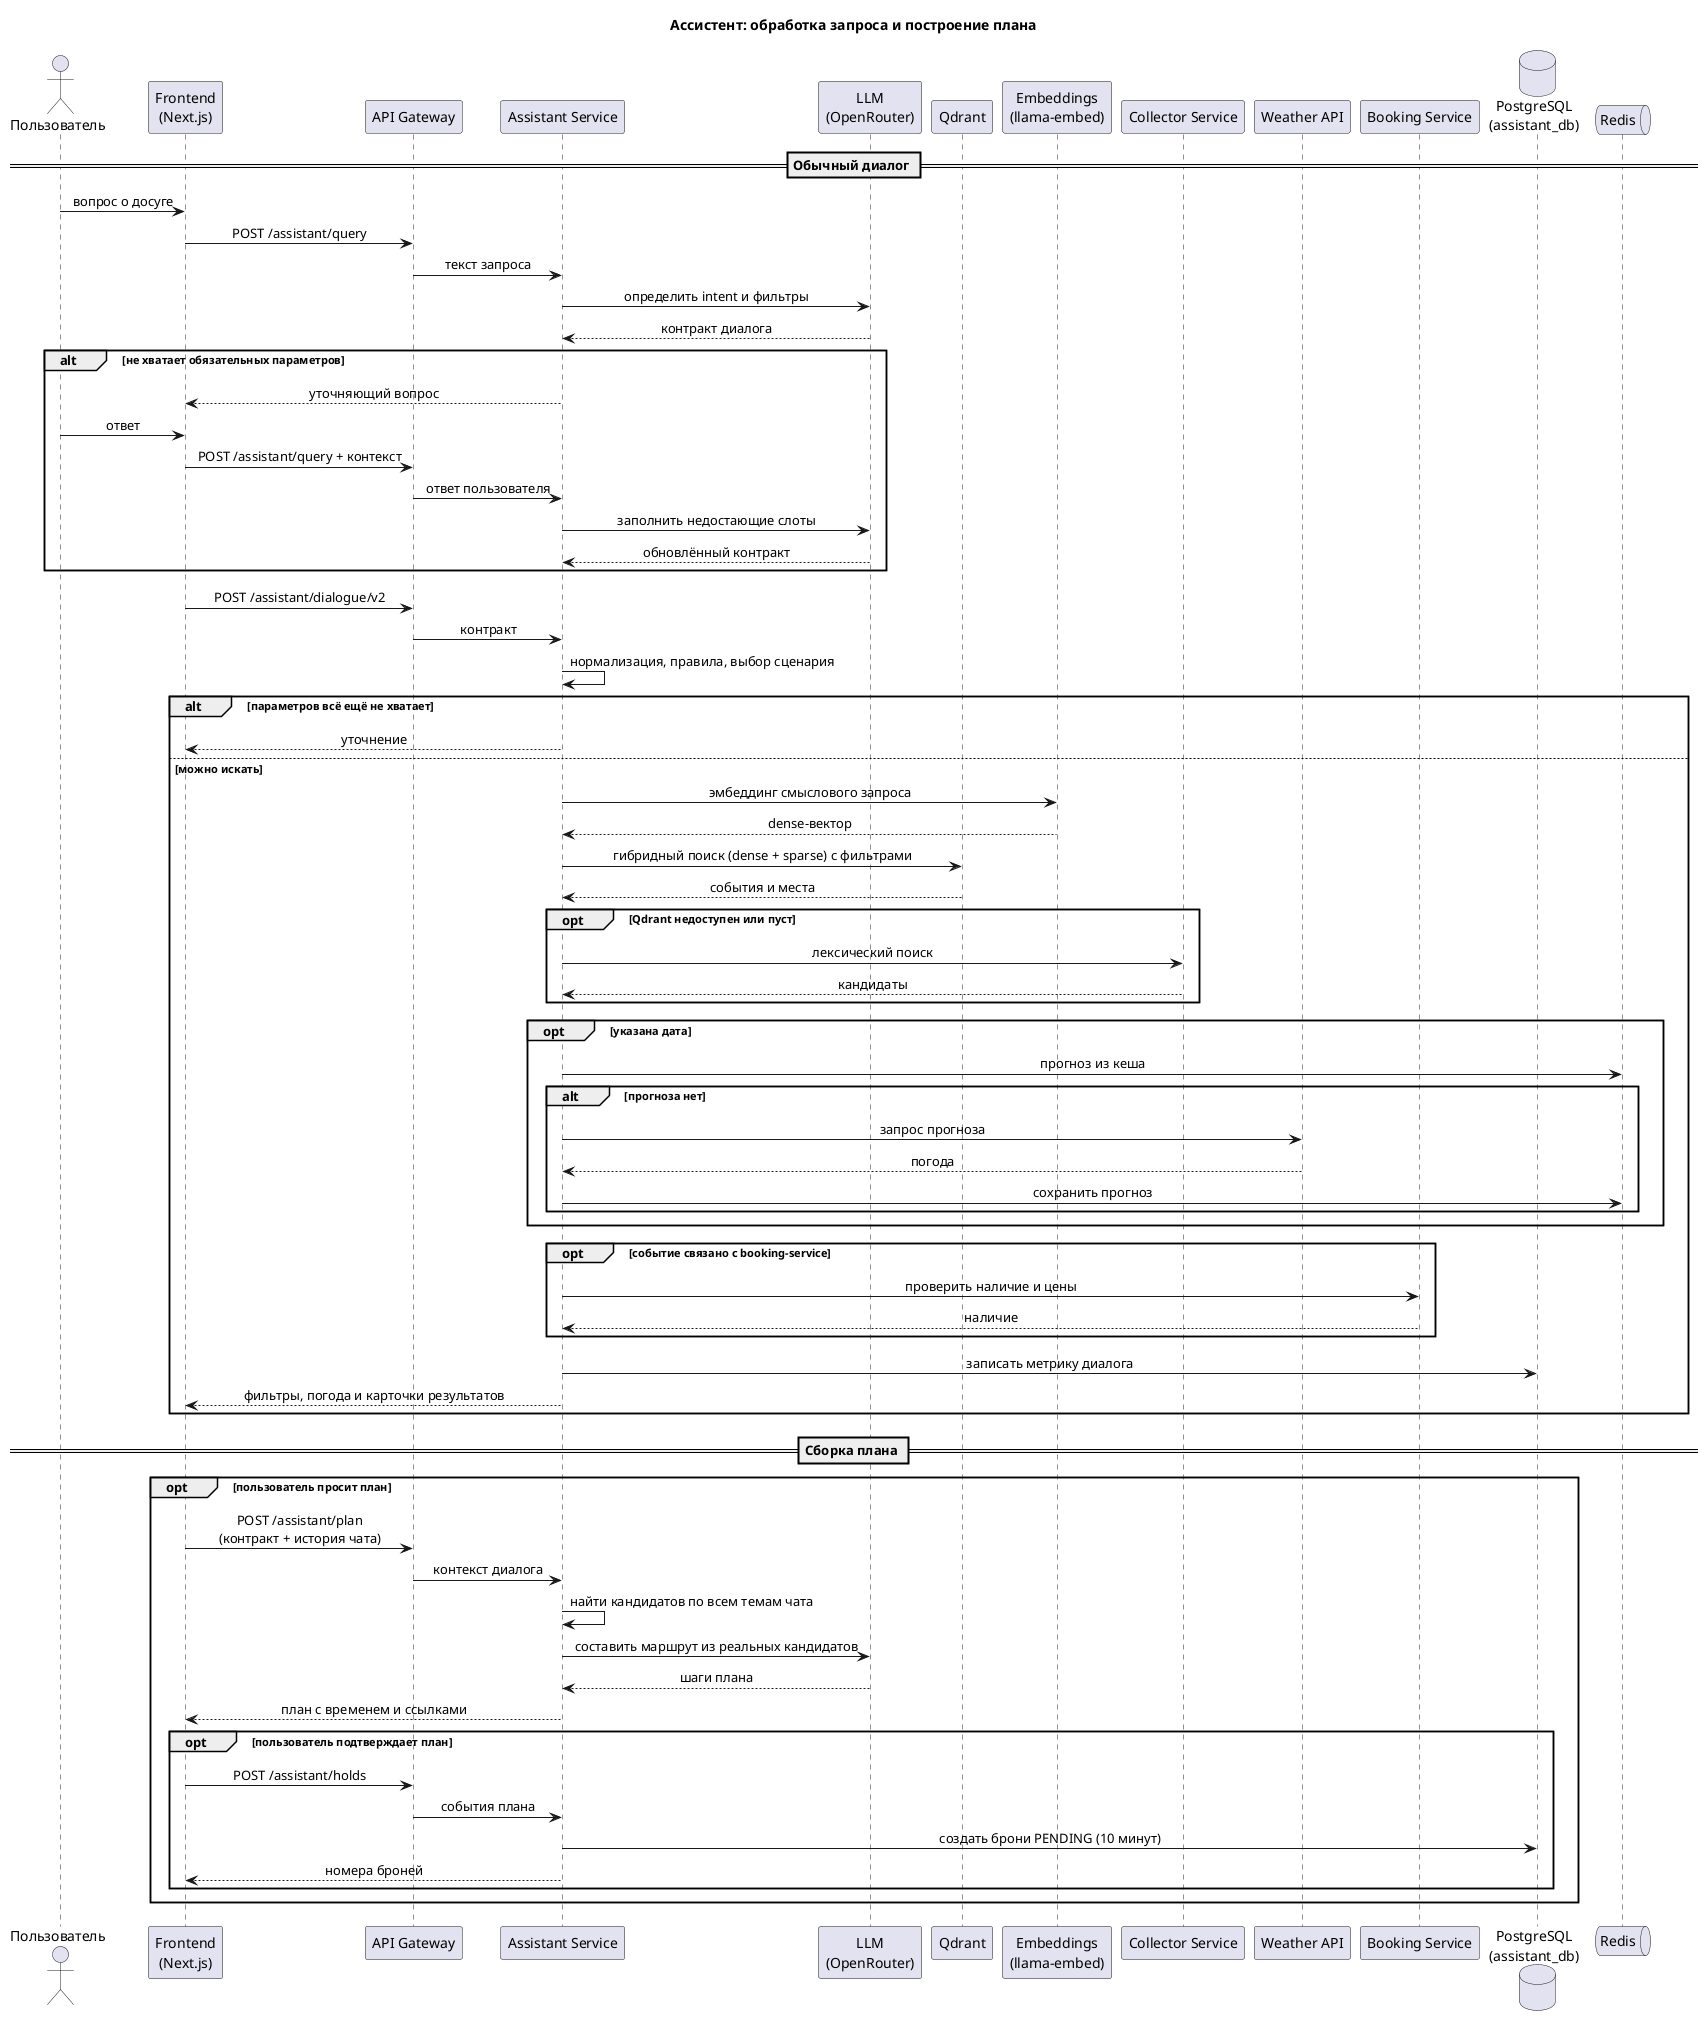 Ассистент: обработка запроса и построение плана
Пользователь
Frontend
(Next.js)
API Gateway
Assistant Service
LLM
(OpenRouter)
Qdrant
Embeddings
(llama-embed)
Collector Service
Weather API
Booking Service
PostgreSQL
(assistant_db)
Redis
Обычный диалог
вопрос о досуге
POST /assistant/query
текст запроса
определить intent и фильтры
контракт диалога
alt [не хватает обязательных параметров]
уточняющий вопрос
ответ
POST /assistant/query + контекст
ответ пользователя
заполнить недостающие слоты
обновлённый контракт
POST /assistant/dialogue/v2
контракт
нормализация, правила, выбор сценария
alt [параметров всё ещё не хватает]
уточнение
[можно искать]
эмбеддинг смыслового запроса
dense-вектор
гибридный поиск (dense + sparse) с фильтрами
события и места
opt [Qdrant недоступен или пуст]
лексический поиск
кандидаты
opt [указана дата]
прогноз из кеша
alt [прогноза нет]
запрос прогноза
погода
сохранить прогноз
opt [событие связано с booking-service]
проверить наличие и цены
наличие
записать метрику диалога
фильтры, погода и карточки результатов
Сборка плана
opt [пользователь просит план]
POST /assistant/plan
(контракт + история чата)
контекст диалога
найти кандидатов по всем темам чата
составить маршрут из реальных кандидатов
шаги плана
план с временем и ссылками
opt [пользователь подтверждает план]
POST /assistant/holds
события плана
создать брони PENDING (10 минут)
номера броней
Пользователь
Frontend
(Next.js)
API Gateway
Assistant Service
LLM
(OpenRouter)
Qdrant
Embeddings
(llama-embed)
Collector Service
Weather API
Booking Service
PostgreSQL
(assistant_db)
Redis